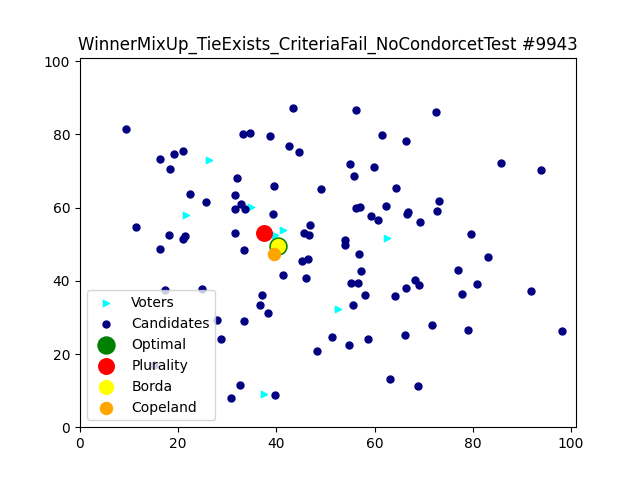 WinnerMixUp_TieExists_CriteriaFail_NoCondorcetTest #9943
100
80
60
40
20
0
Voters
Candidates
Optimal
Plurality
Borda
Copeland
0 20 40 60 80 100